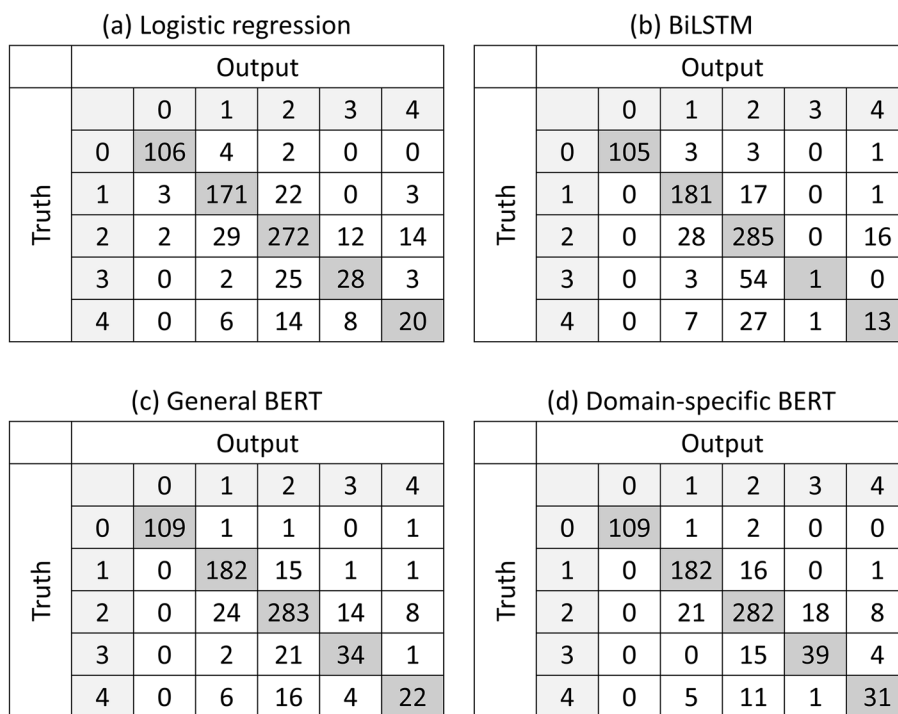 (a) Logistic regression
Output
Truth
0 1 2 3 4
0 106 4 2 0 0
1 3 171 22 0 3
2 2 29 272 12 14
3 0 2 25 28 3
4 0 6 14 8 20
(b) BiLSTM
Output
Truth
0 1 2 3 4
0 105 3 3 0 1
1 0 181 17 0 1
2 0 28 285 0 16
3 0 3 54 1 0
4 0 7 27 1 13
(c) General BERT
Output
Truth
0 1 2 3 4
0 109 1 1 0 1
1 0 182 15 1 1
2 0 24 283 14 8
3 0 2 21 34 1
4 0 6 16 4 22
(d) Domain-specific BERT
Output
Truth
0 1 2 3 4
0 109 1 2 0 0
1 0 182 16 0 1
2 0 21 282 18 8
3 0 0 15 39 4
4 0 5 11 1 31